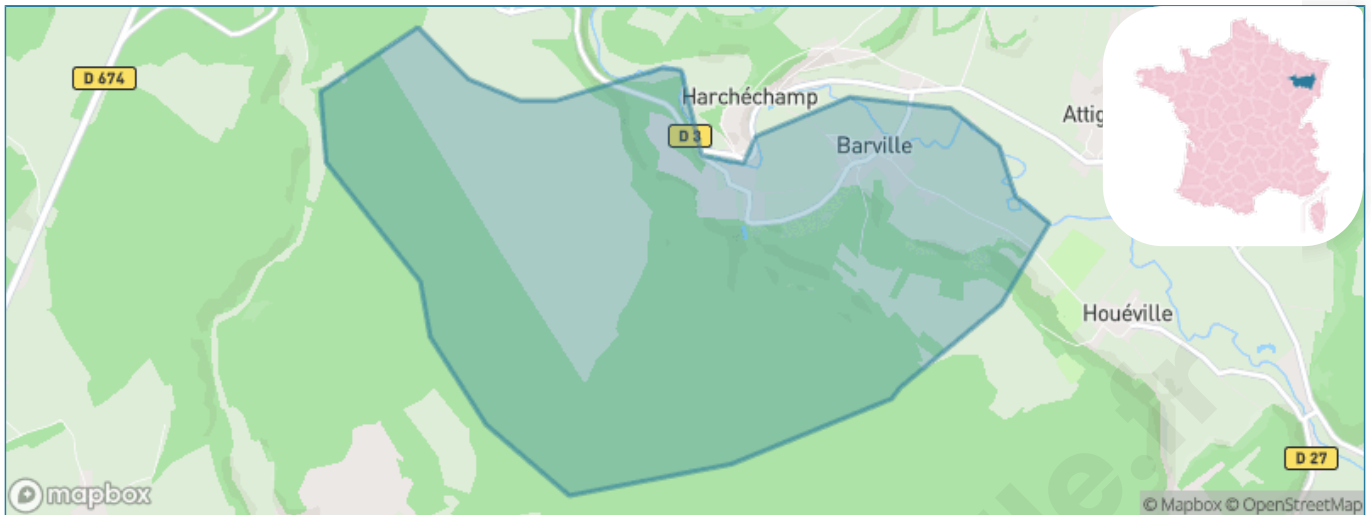 D 674
Harchéchamp
D 3
Attig
Barville
Houéville
D 27
mapbox
© Mapbox © OpenStreetMap